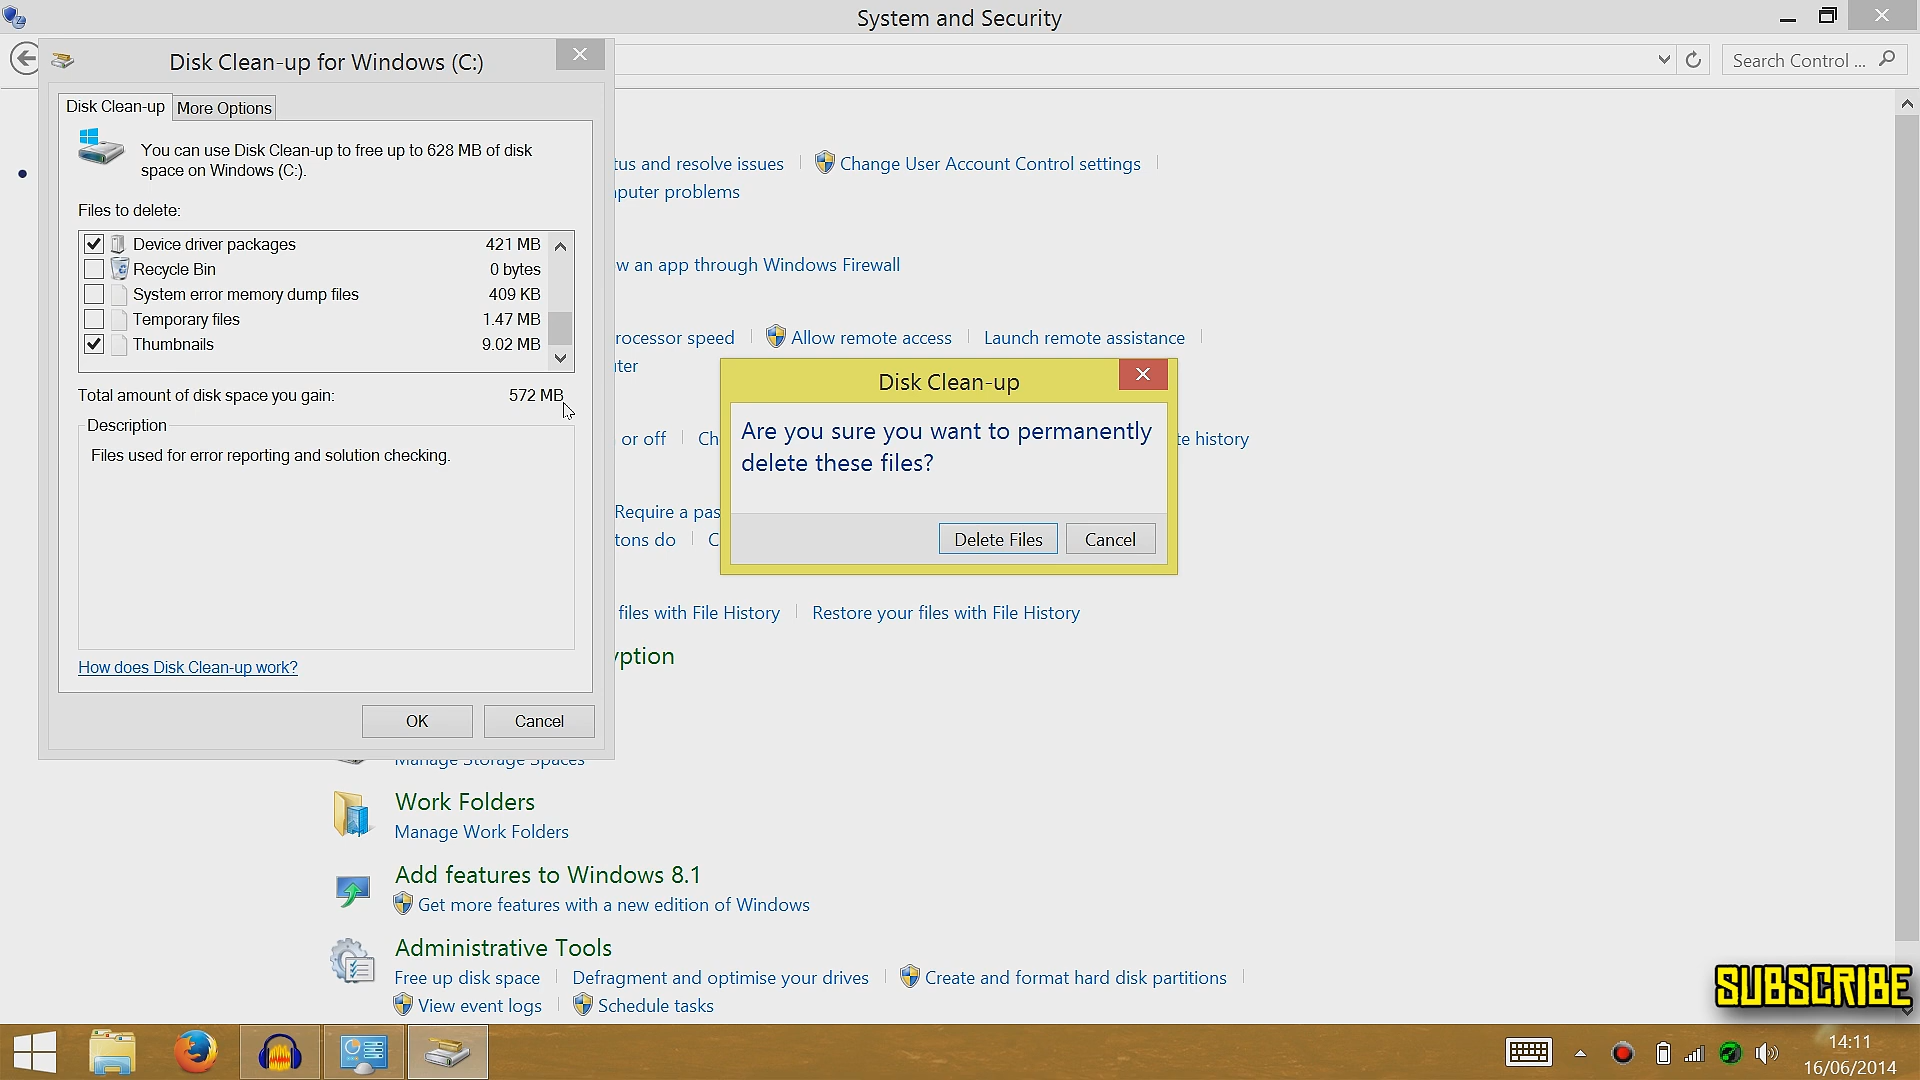 System and Security
Search Control ...
Disk Clean-up for Windows (C:)
Disk Clean-up
More Options
You can use Disk Clean-up to free up to 628 MB of disk
space on Windows (C:).
Files to delete:
Device driver packages 421 MB
Recycle Bin 0 bytes
System error memory dump files 409 KB
Temporary files 1.47 MB
Thumbnails 9.02 MB
Total amount of disk space you gain: 572 MB
Description
Files used for error reporting and solution checking.
How does Disk Clean-up work?
OK
Cancel
and resolve issues
Change User Account Control settings
problems
an app through Windows Firewall
speed
Allow remote access
Launch remote assistance
or off
history
Disk Clean-up
Are you sure you want to permanently
delete these files?
Delete Files
Cancel
Require a
do
files with File History
Restore your files with File History
Manage Storage Spaces
Work Folders
Manage Work Folders
Add features to Windows 8.1
Get more features with a new edition of Windows
Administrative Tools
Free up disk space
Defragment and optimise your drives
Create and format hard disk partitions
View event logs
Schedule tasks
SUBSCRIBE
14:11
16/06/2014